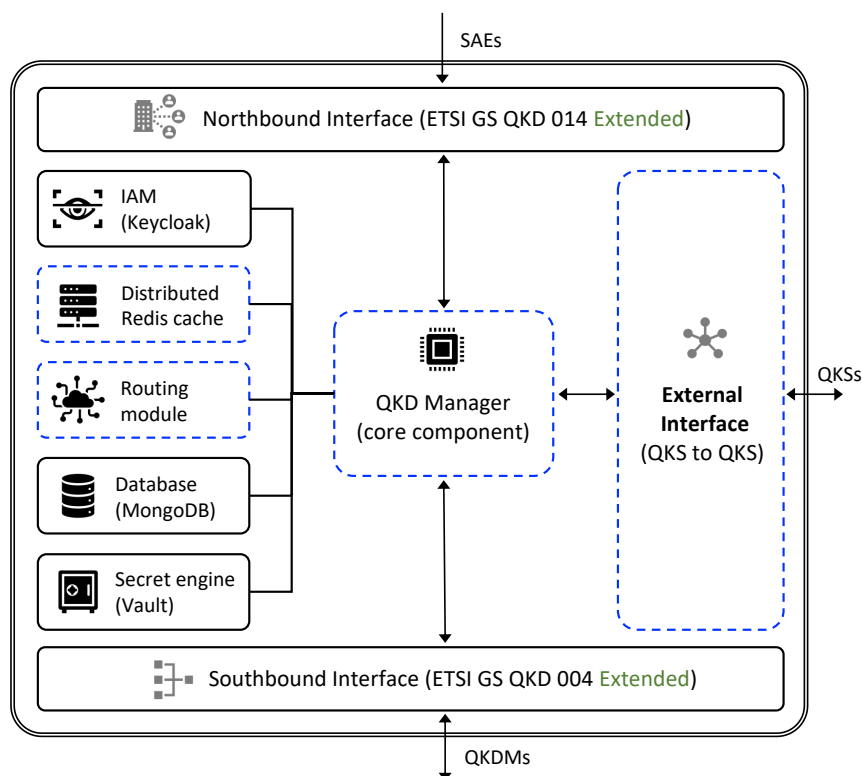 SAEs
Northbound Interface (ETSI GS QKD 014 Extended)
IAM
(Keycloak)
Distributed
Redis cache
Routing
module
Database
(MongoDB)
Secret engine
(Vault)
QKD Manager
(core component)
External
Interface
(QKS to QKS)
QKSs
Southbound Interface (ETSI GS QKD 004 Extended)
QKDMs